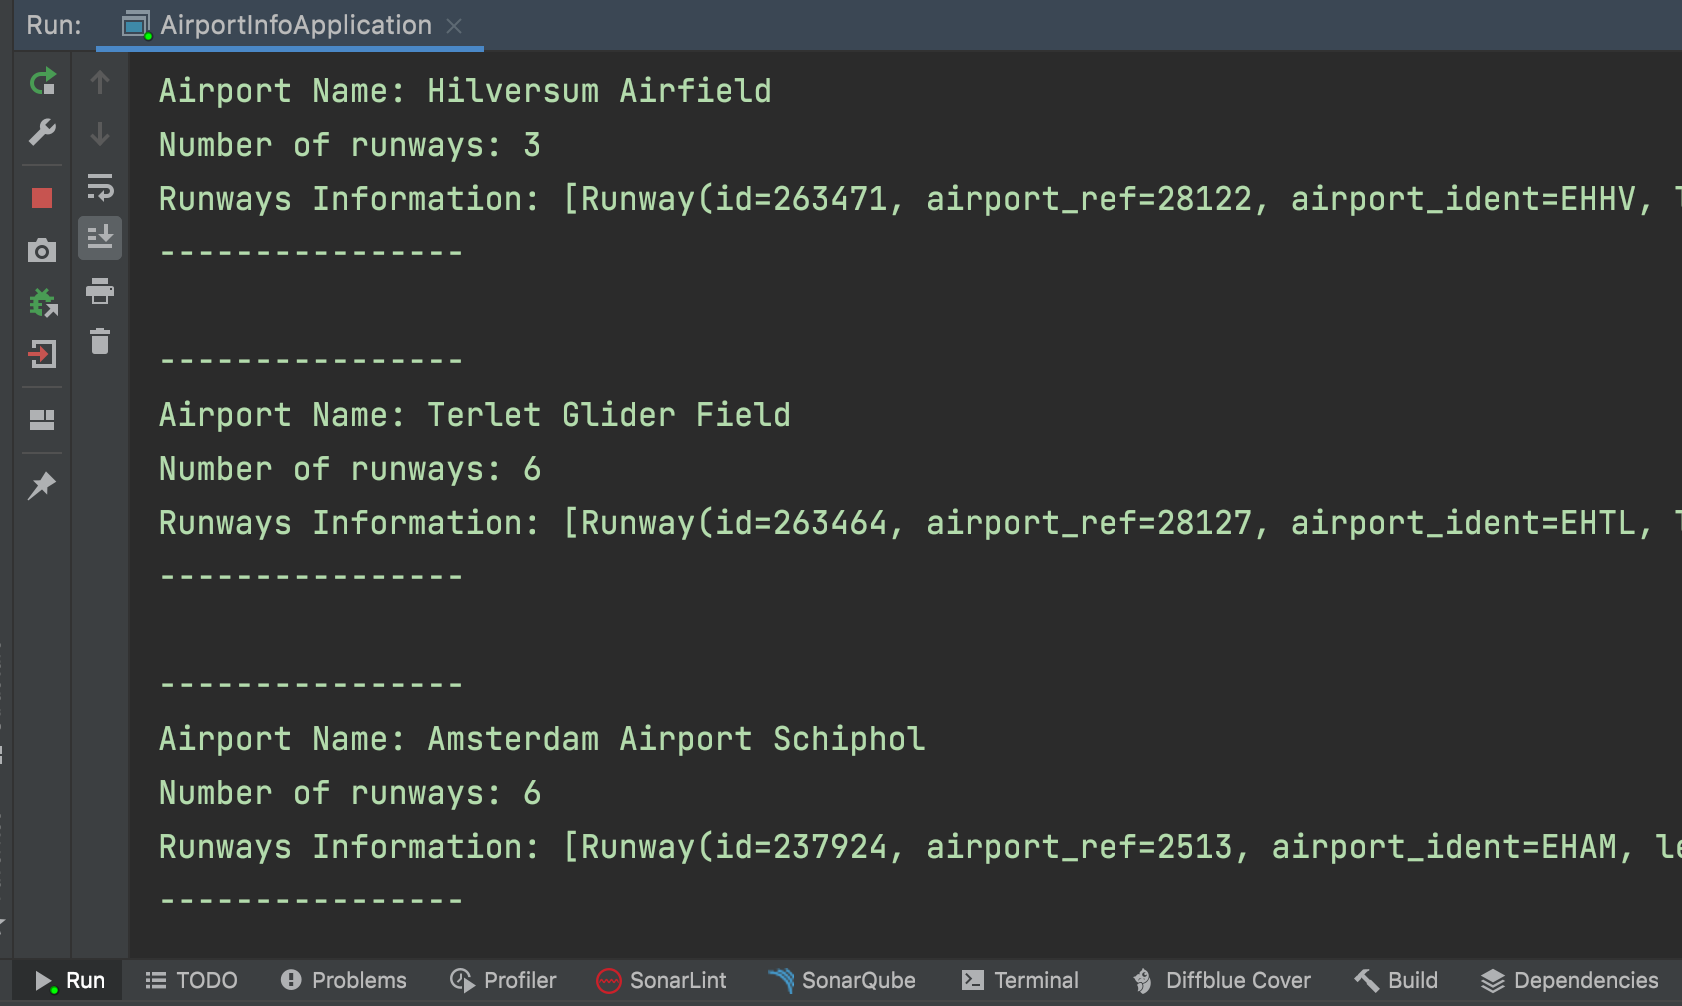 Run: AirportInfoApplication
Airport Name: Hilversum Airfield
Number of runways: 3
Runways Information: [Runway(id=263471, airport_ref=28122, airport_ident=EHHV,
----------------
----------------
Airport Name: Terlet Glider Field
Number of runways: 6
Runways Information: [Runway(id=263464, airport_ref=28127, airport_ident=EHTL,
----------------
----------------
Airport Name: Amsterdam Airport Schiphol
Number of runways: 6
Runways Information: [Runway(id=237924, airport_ref=2513, airport_ident=EHAM, le
----------------
Run TODO Problems Profiler SonarLint SonarQube Terminal Diffblue Cover Build Dependencies